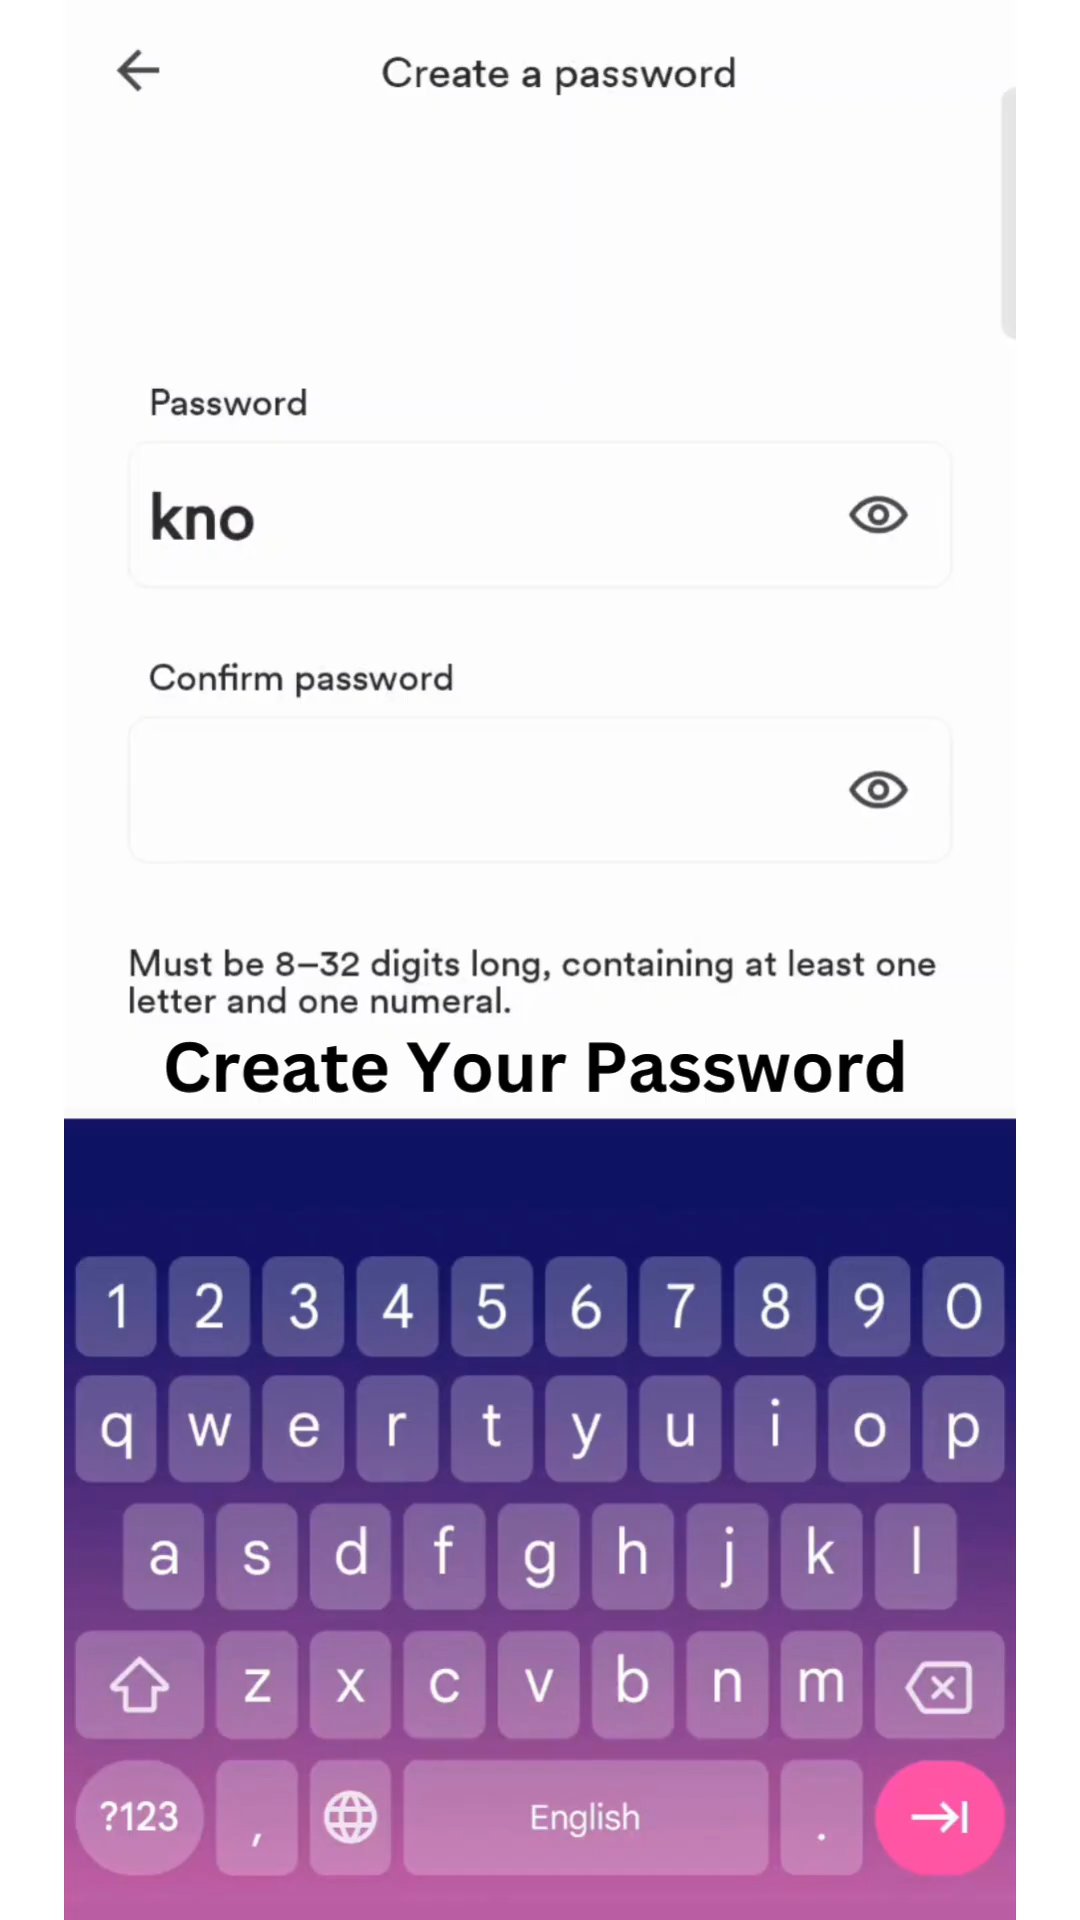 Create a password
Password
kno
Confirm password
Must be 8–32 digits long, containing at least one
letter and one numeral.
Create Your Password
1 2 3 4 5 6 7 8 9 0
q w e r t y u i o p
a s d f g h j k l
z x c v b n m
?123 , English .